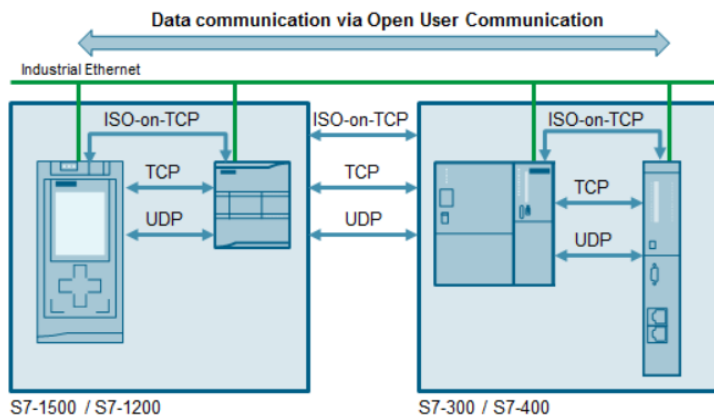 Data communication via Open User Communication
Industrial Ethernet
ISO-on-TCP
ISO-on-TCP
ISO-on-TCP
TCP
TCP
TCP
UDP
UDP
UDP
S7-1500 / S7-1200
S7-300 / S7-400